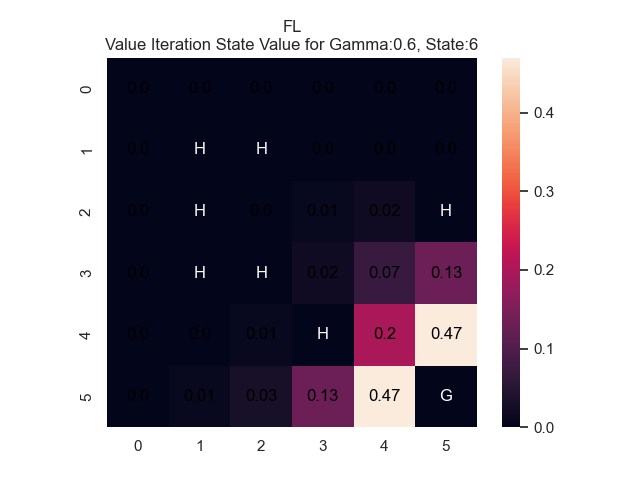 FL
Value Iteration State Value for Gamma:0.6, State:6
0 0.0 0.0 0.0 0.0 0.0 0.0
1 0.0 H H 0.0 0.0 0.0
2 0.0 H 0.0 0.01 0.02 H
3 0.0 H H 0.02 0.07 0.13
4 0.0 0.0 0.01 H 0.2 0.47
5 0.0 0.01 0.03 0.13 0.47 G
0 1 2 3 4 5
0.4
0.3
0.2
0.1
0.0